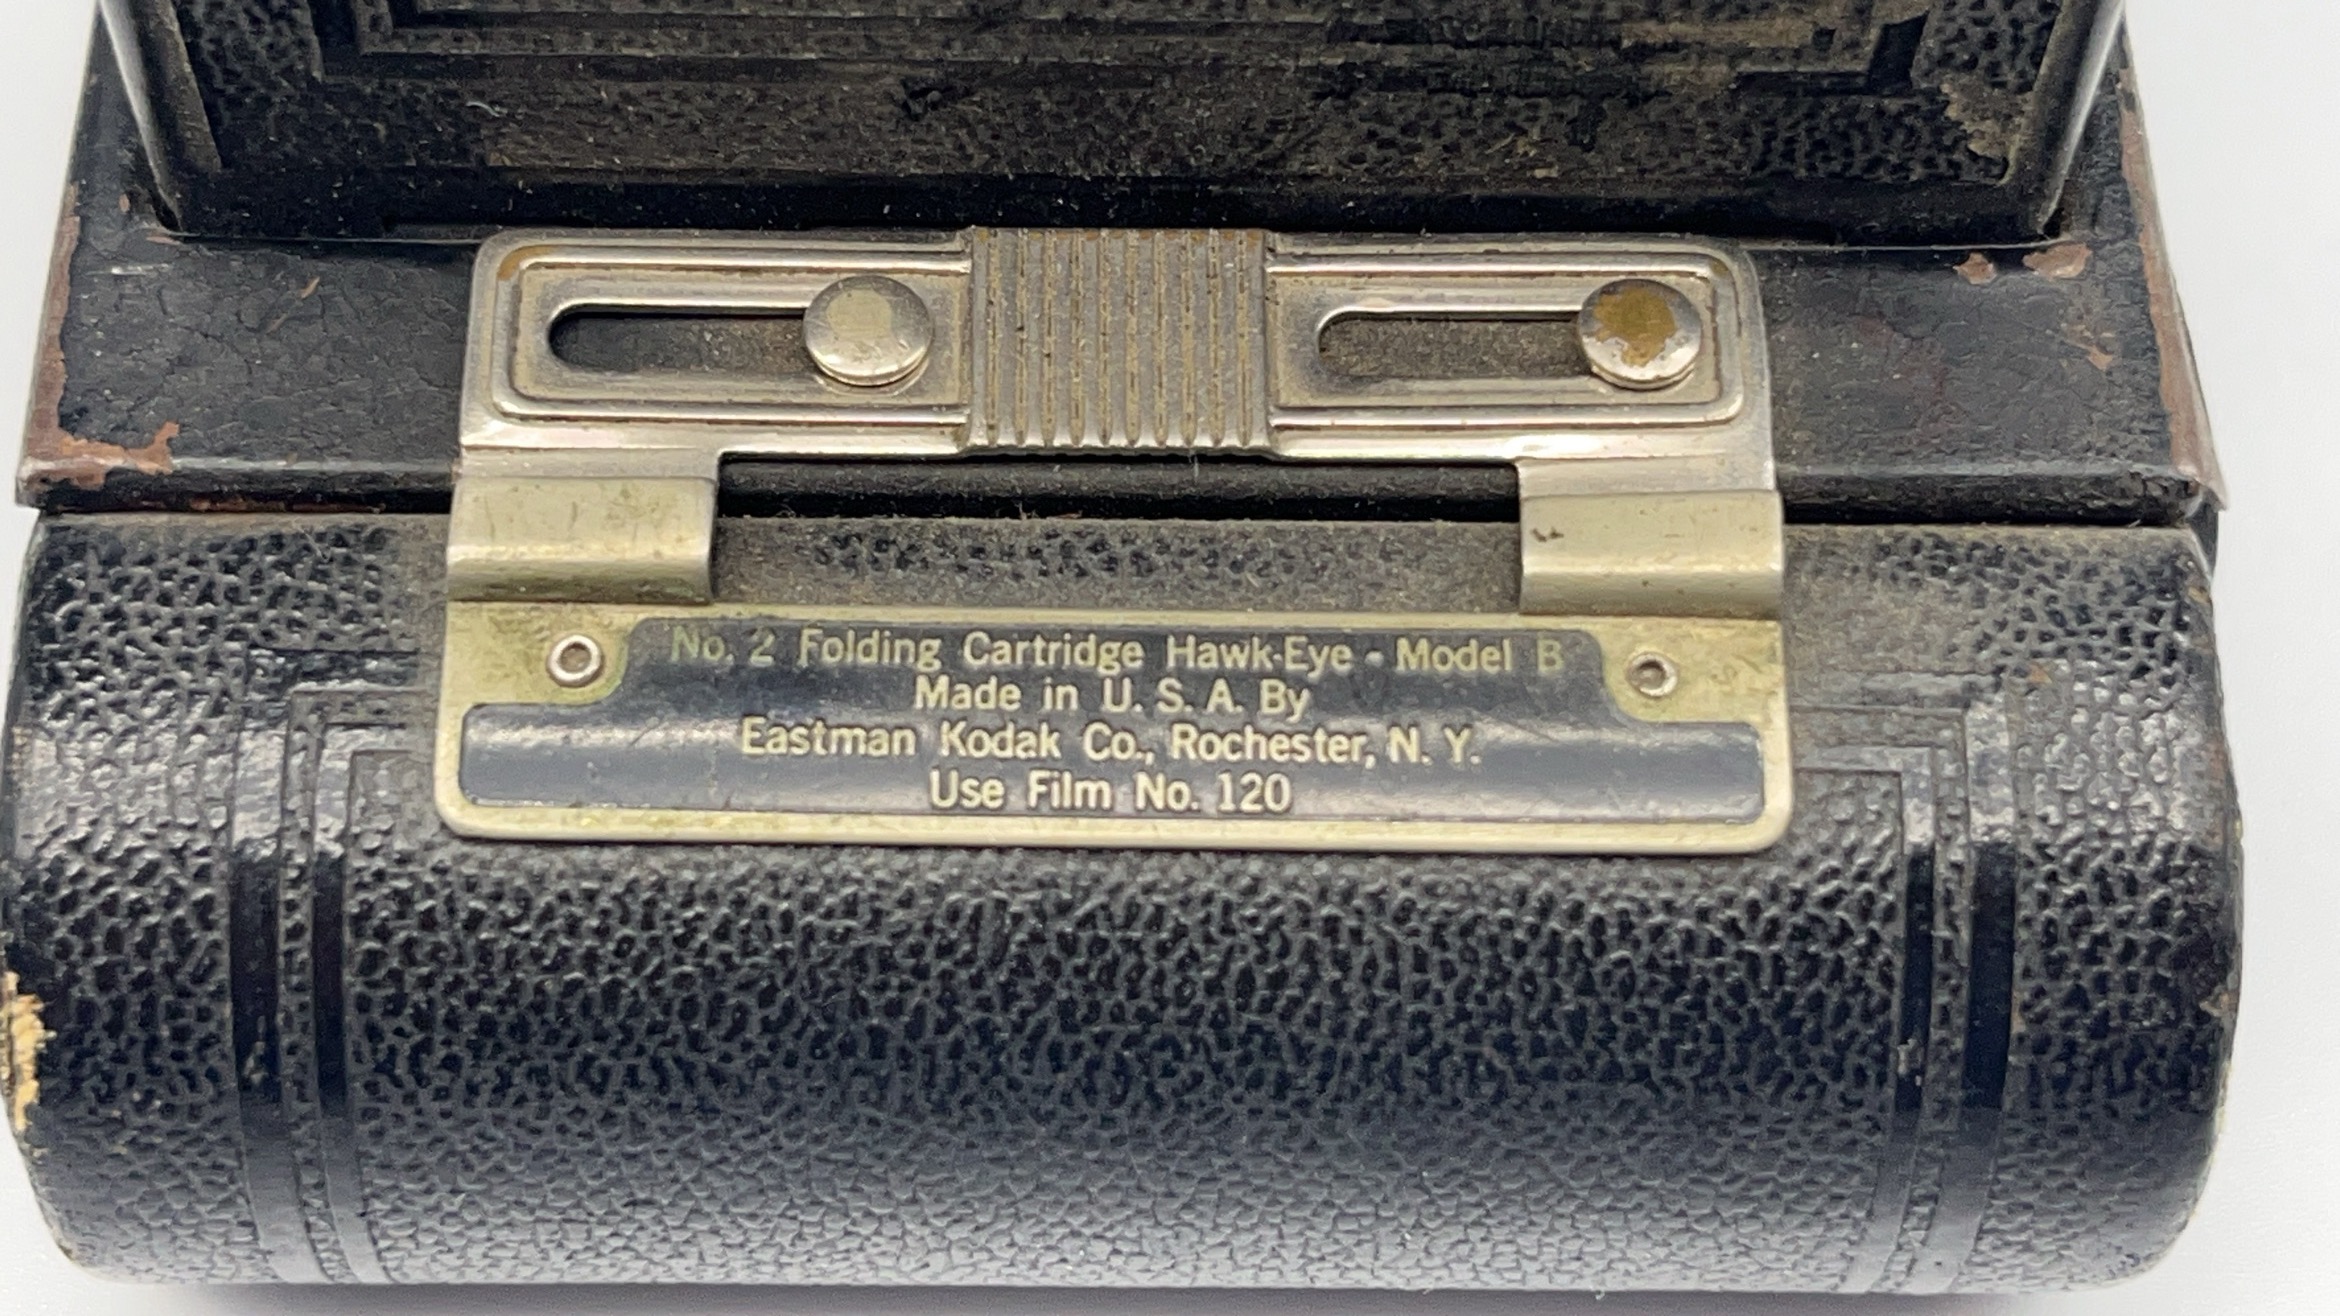 No. 2 Folding Cartridge Hawk-Eye - Model B
Made in U. S. A. By
Eastman Kodak Co., Rochester, N. Y.
Use Film No. 120